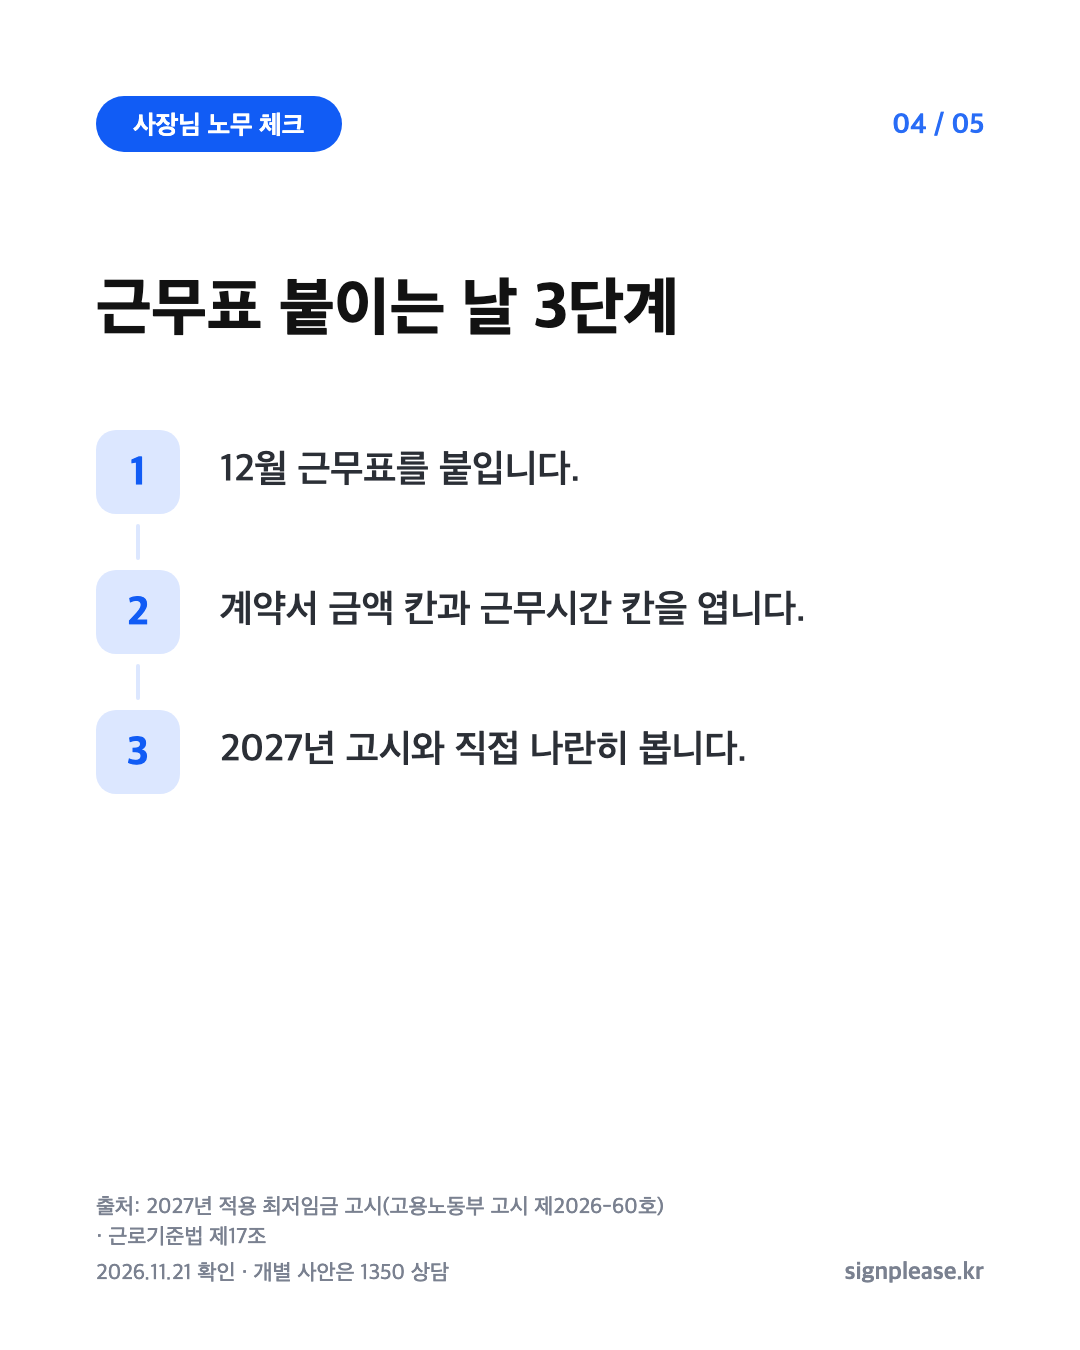 사장님 노무 체크
04 / 05
근무표 붙이는 날 3단계
1
12월 근무표를 붙입니다.
2
계약서 금액 칸과 근무시간 칸을 엽니다.
3
2027년 고시와 직접 나란히 봅니다.
출처: 2027년 적용 최저임금 고시(고용노동부 고시 제2026-60호)
· 근로기준법 제17조
2026.11.21 확인 · 개별 사안은 1350 상담
signplease.kr